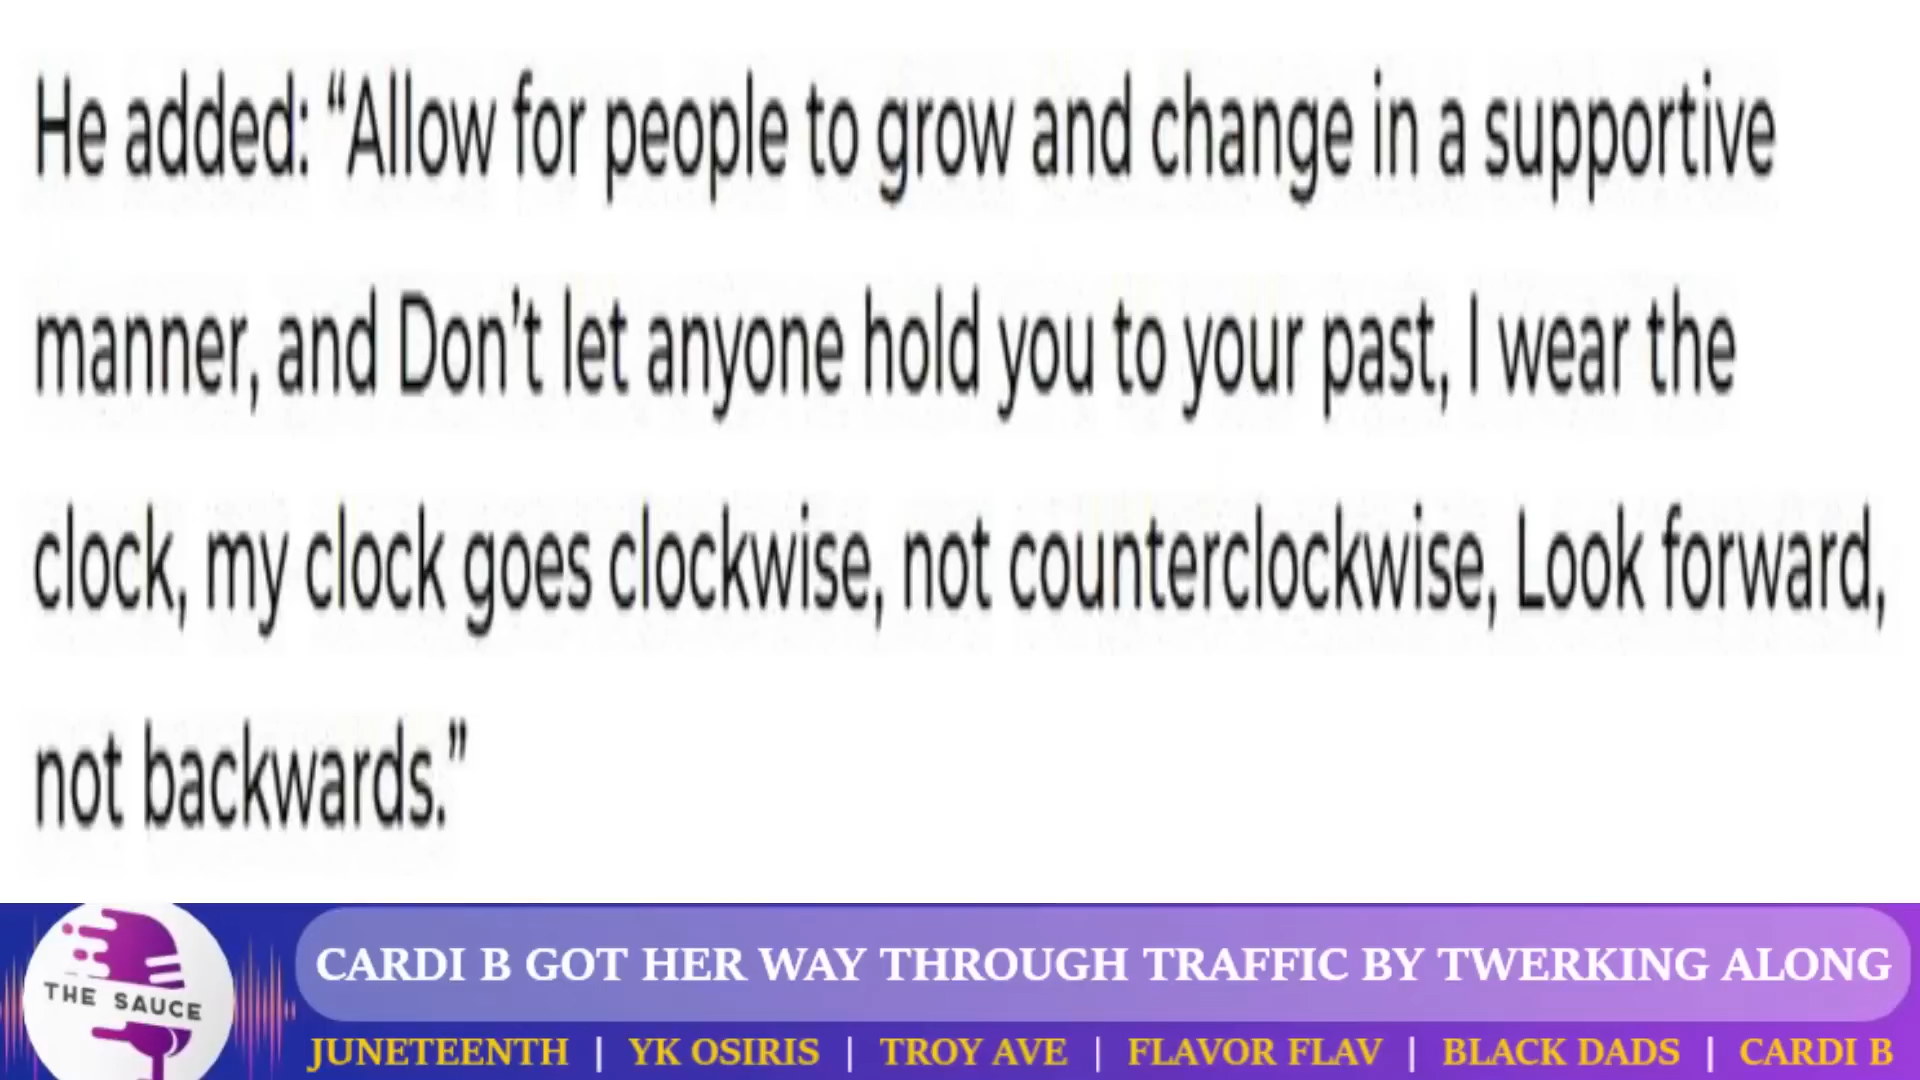 He added: “Allow for people to grow and change in a supportive
manner, and Don’t let anyone hold you to your past, I wear the
clock, my clock goes clockwise, not counterclockwise, Look forward,
not backwards.”
THE SAUCE
CARDI B GOT HER WAY THROUGH TRAFFIC BY TWERKING ALONG
JUNETEENTH | YK OSIRIS | TROY AVE | FLAVOR FLAV | BLACK DADS | CARDI B